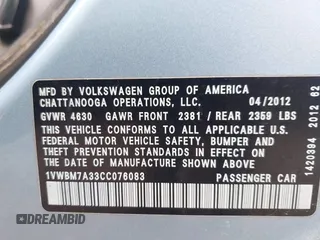 MFD BY VOLKSWAGEN GROUP OF AMERICA
CHATTANOOGA OPERATIONS, LLC. 04/2012
GVWR 4630 GAWR FRONT 2381 / REAR 2359 LBS
THIS VEHICLE CONFORMS TO ALL APPLICABLE U.S.
FEDERAL MOTOR VEHICLE SAFETY, BUMPER, AND
THEFT PREVENTION STANDARDS IN EFFECT ON THE
DATE OF MANUFACTURE SHOWN ABOVE.
1VWBM7A33CC076083 PASSENGER CAR
1420394 2012 62
DREAMBID